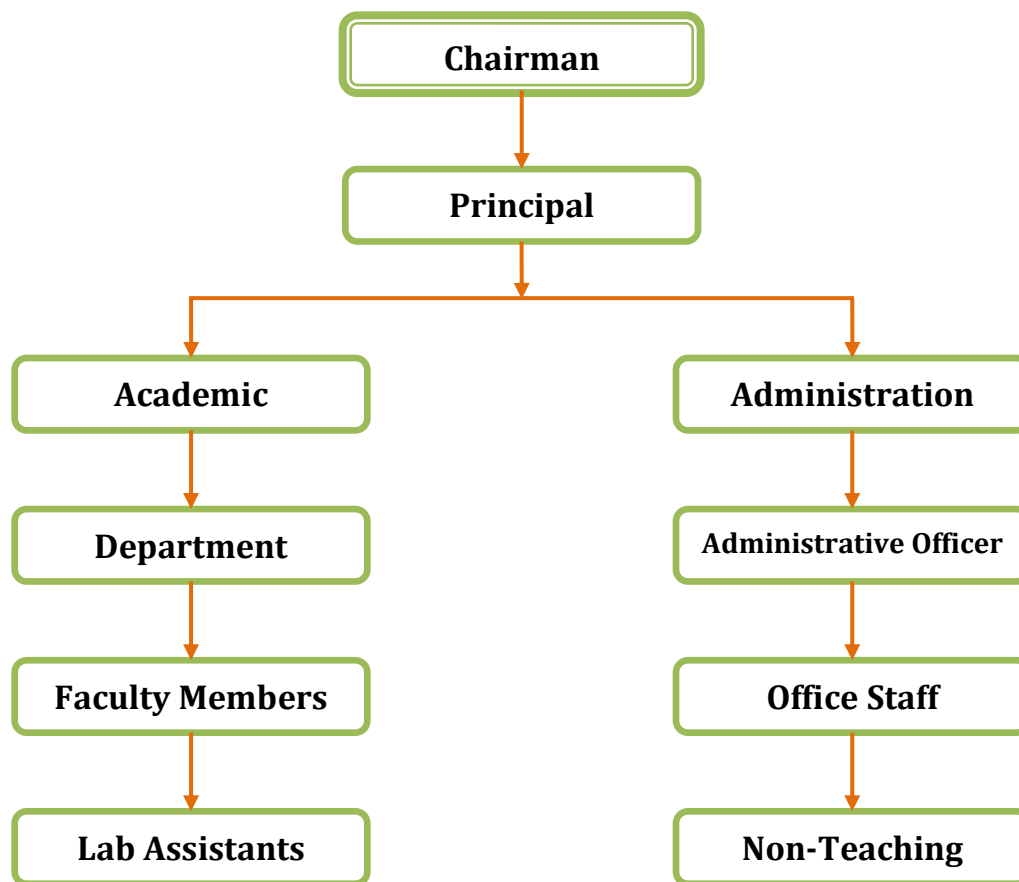 Chairman
Principal
Academic
Administration
Department
Administrative Officer
Faculty Members
Office Staff
Lab Assistants
Non-Teaching